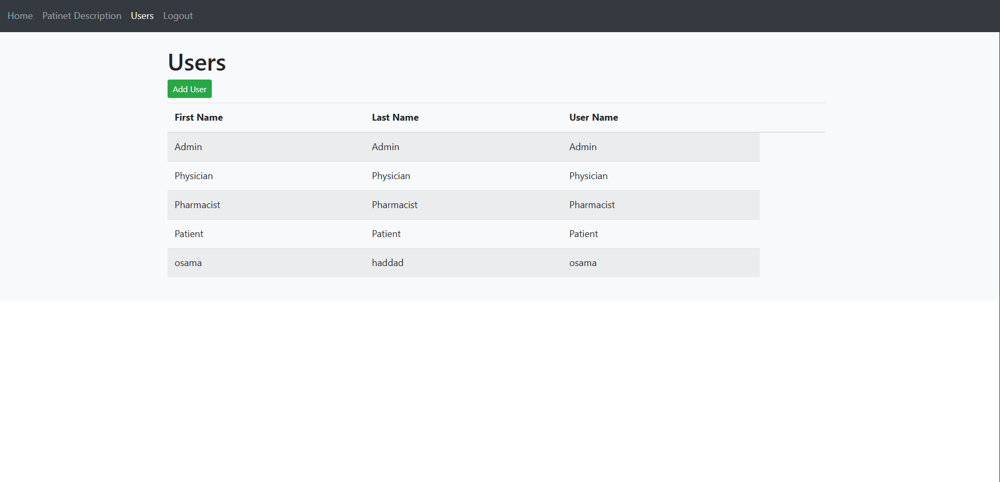 Home Patinet Description Users Logout
Users
Add User
First Name Last Name User Name
Admin Admin Admin
Physician Physician Physician
Pharmacist Pharmacist Pharmacist
Patient Patient Patient
osama haddad osama